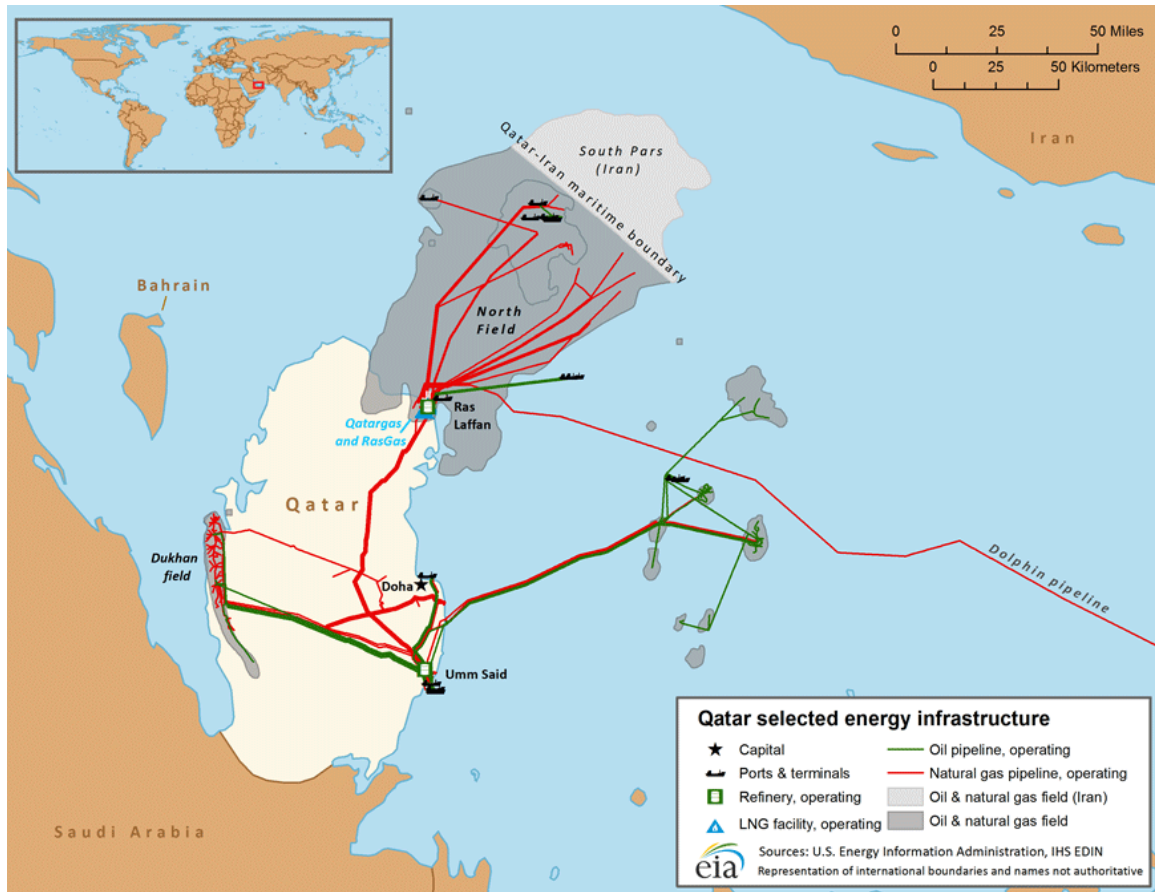 0 25 50 Miles
0 25 50 Kilometers
Iran
South Pars
(Iran)
Qatar-Iran maritime boundary
Bahrain
North
Field
Ras
Laffan
Qatargas
and RasGas
Qatar
Dukhan
field
Doha
Dolphin pipeline
Umm Said
Saudi Arabia
Qatar selected energy infrastructure
Capital
Ports & terminals
Refinery, operating
LNG facility, operating
Oil pipeline, operating
Natural gas pipeline, operating
Oil & natural gas field (Iran)
Oil & natural gas field
eia
Sources: U.S. Energy Information Administration, IHS EDIN
Representation of international boundaries and names not authoritative